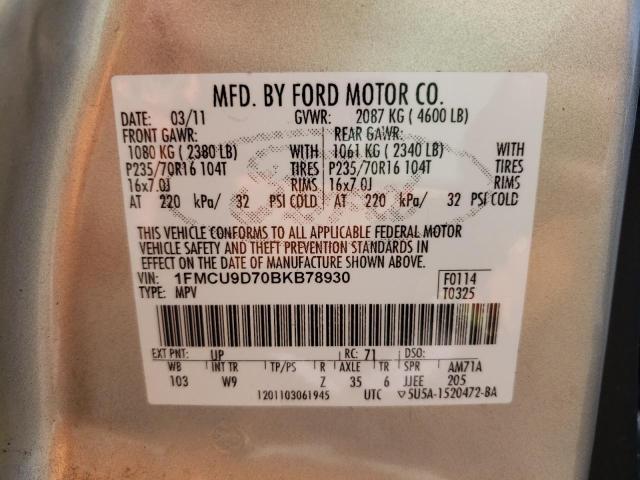 MFD. BY FORD MOTOR CO.
DATE: 03/11 GVWR: 2087 KG ( 4600 LB)
FRONT GAWR: REAR GAWR:
1080 KG ( 2380 LB) WITH 1061 KG ( 2340 LB) WITH
P235/70R16 104T TIRES P235/70R16 104T TIRES
16x7.0J RIMS 16x7.0J RIMS
AT 220 kPa/ 32 PSI COLD AT 220 kPa/ 32 PSI COLD
THIS VEHICLE CONFORMS TO ALL APPLICABLE FEDERAL MOTOR
VEHICLE SAFETY AND THEFT PREVENTION STANDARDS IN
EFFECT ON THE DATE OF MANUFACTURE SHOWN ABOVE.
VIN: 1FMCU9D70BKB78930 F0114
TYPE: MPV T0325
EXT PNT: UP RC: 71 DSO:
WB INT TR TP/PS R AXLE TR SPR AM71A
103 W9 Z 35 6 JJEE 205
1201103061945 UTC ▽5U5A-1520472-BA